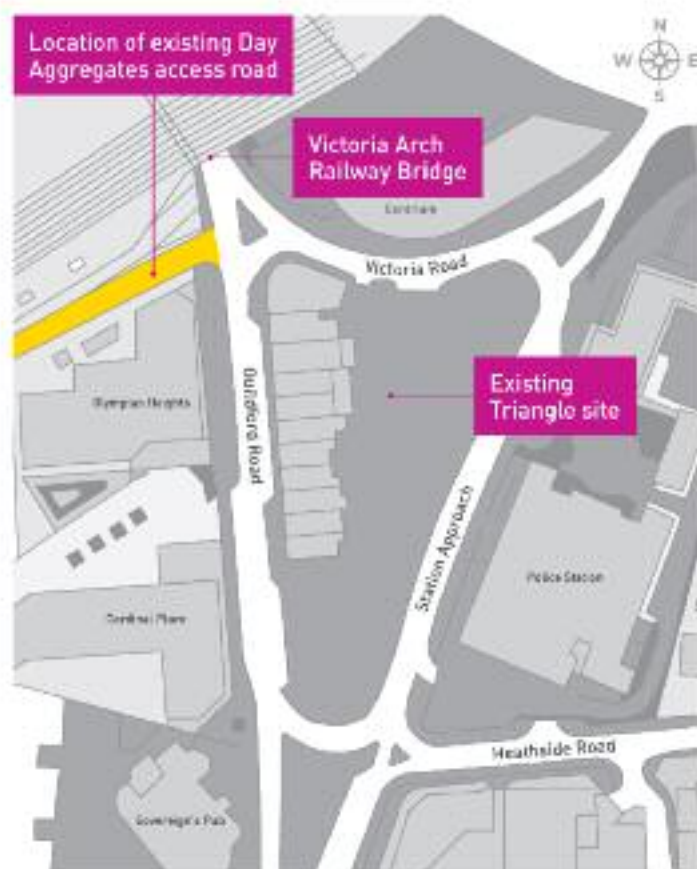 Location of existing Day
Aggregates access road
N
W
E
S
Victoria Arch
Railway Bridge
Victoria Road
Existing
Triangle site
Olympian Heights
Guildford Road
Station Approach
Police Station
Cardinal Place
Heathside Road
Sovereign's Pub